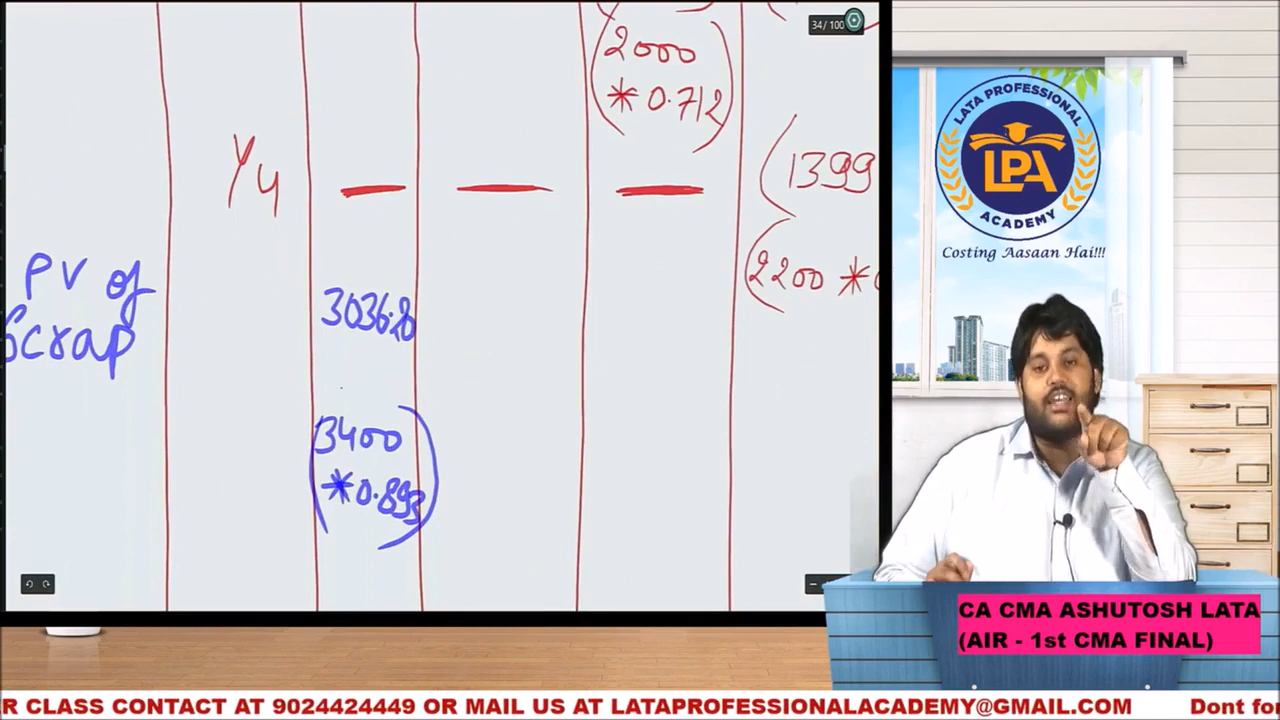 34/ 100
(2000
* 0.712)
Y4
(1399
(2200 *
PV of
Scrap
3036.20
(3400
* 0.893)
LATA PROFESSIONAL
LPA
ACADEMY
Costing Aasaan Hai!!!
CA CMA ASHUTOSH LATA
(AIR - 1st CMA FINAL)
R CLASS CONTACT AT 9024424449 OR MAIL US AT LATAPROFESSIONALACADEMY@GMAIL.COM
Dont fo